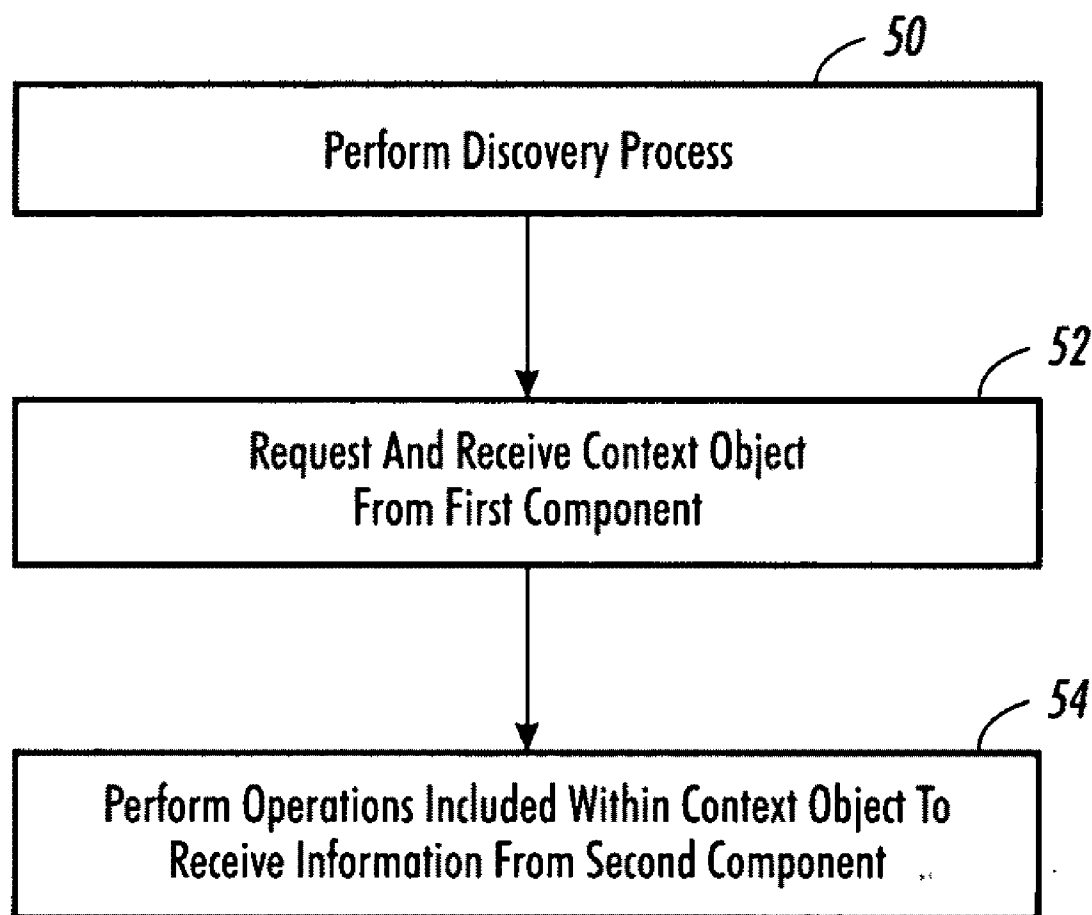 50
Perform Discovery Process
52
Request And Receive Context Object
From First Component
54
Perform Operations Included Within Context Object To
Receive Information From Second Component